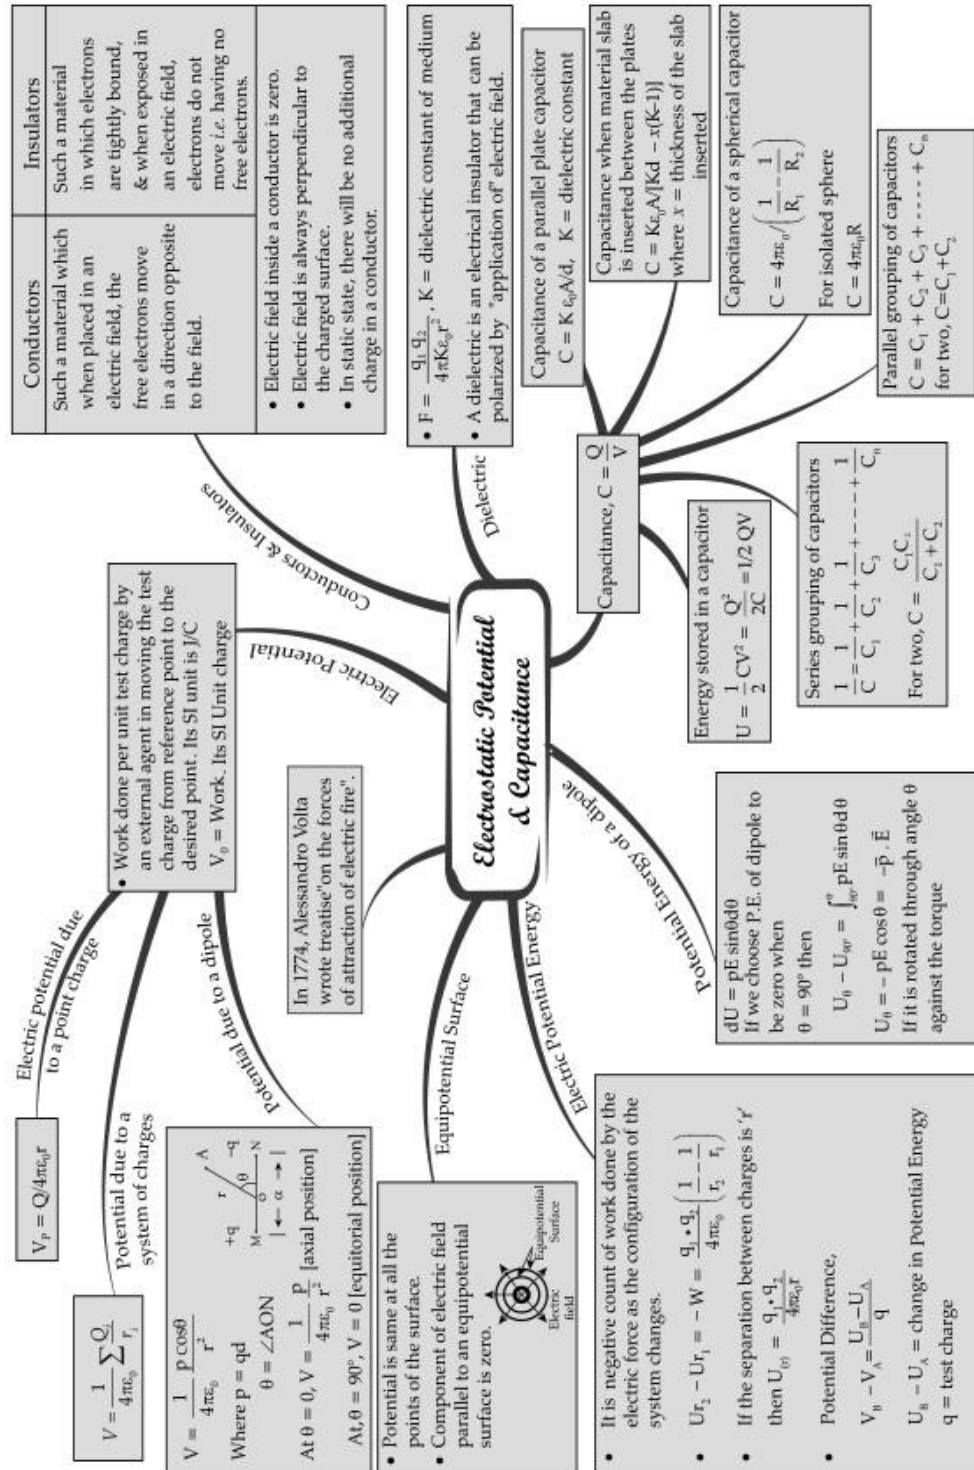 Electrostatic Potential
& Capacitance
Conductors & Insulators
Conductors
Insulators
Such a material which
when placed in an
electric field, the
free electrons move
in a direction opposite
to the field.
Such a material
in which electrons
are tightly bound,
& when exposed in
an electric field,
electrons do not
move i.e. having no
free electrons.
• Electric field inside a conductor is zero.
• Electric field is always perpendicular to
the charged surface.
• In static state, there will be no additional
charge in a conductor.
Dielectric
• F = q₁ q₂ / 4πKε₀r², K = dielectric constant of medium
• A dielectric is an electrical insulator that can be
polarized by "application of" electric field.
Capacitance, C = Q/V
Capacitance of a parallel plate capacitor
C = K ε₀A/d, K = dielectric constant
Capacitance when material slab
is inserted between the plates
C = Kε₀A/[Kd − x(K−1)]
where x = thickness of the slab
inserted
Capacitance of a spherical capacitor
C = 4πε₀/(1/R₁ − 1/R₂)
For isolated sphere
C = 4πε₀R
Parallel grouping of capacitors
C = C₁ + C₂ + C₃ + - - - - + Cₙ
for two, C=C₁+C₂
Series grouping of capacitors
1/C = 1/C₁ + 1/C₂ + 1/C₃ + - - - - + 1/Cₙ
For two, C = C₁C₂ / C₁ + C₂
Energy stored in a capacitor
U = 1/2 CV² = Q²/2C = 1/2 QV
Potential Energy of a dipole
dU = pE sinθdθ
If we choose P.E. of dipole to
be zero when
θ = 90° then
U_θ − U_90° = ∫_90°^θ pE sinθdθ
U_θ = − pE cosθ = −p̄ . Ē
If it is rotated through angle θ
against the torque
Electric Potential Energy
• It is negative count of work done by the
electric force as the configuration of the
system changes.
• Ur₂ − Ur₁ = −W = q₁ • q₂ / 4πε₀ (1/r₂ − 1/r₁)
• If the separation between charges is 'r'
then U₍ᵣ₎ = q₁ • q₂ / 4πε₀r
• Potential Difference,
V_B − V_A = U_B − U_A / q
U_B − U_A = change in Potential Energy
q = test charge
Equipotential Surface
• Potential is same at all the
points of the surface.
• Component of electric field
parallel to an equipotential
surface is zero.
Equipotential
Surface
Electric
field
In 1774, Alessandro Volta
wrote treatise"on the forces
of attraction of electric fire".
Electric Potential
• Work done per unit test charge by
an external agent in moving the test
charge from reference point to the
desired point. Its SI unit is J/C
V₀ = Work. Its SI Unit charge
Electric potential due
to a point charge
V_P = Q/4πε₀r
Potential due to a
system of charges
V = 1/4πε₀ Σ Qᵢ/rᵢ
Potential due to a dipole
V = 1/4πε₀ p cosθ/r²
Where p = qd
θ = ∠AON
At θ = 0, V = 1/4πε₀ p/r² [axial position]
At, θ = 90°, V = 0 [equitorial position]
A
r
+q
−q
θ
M
O
N
|← α →|